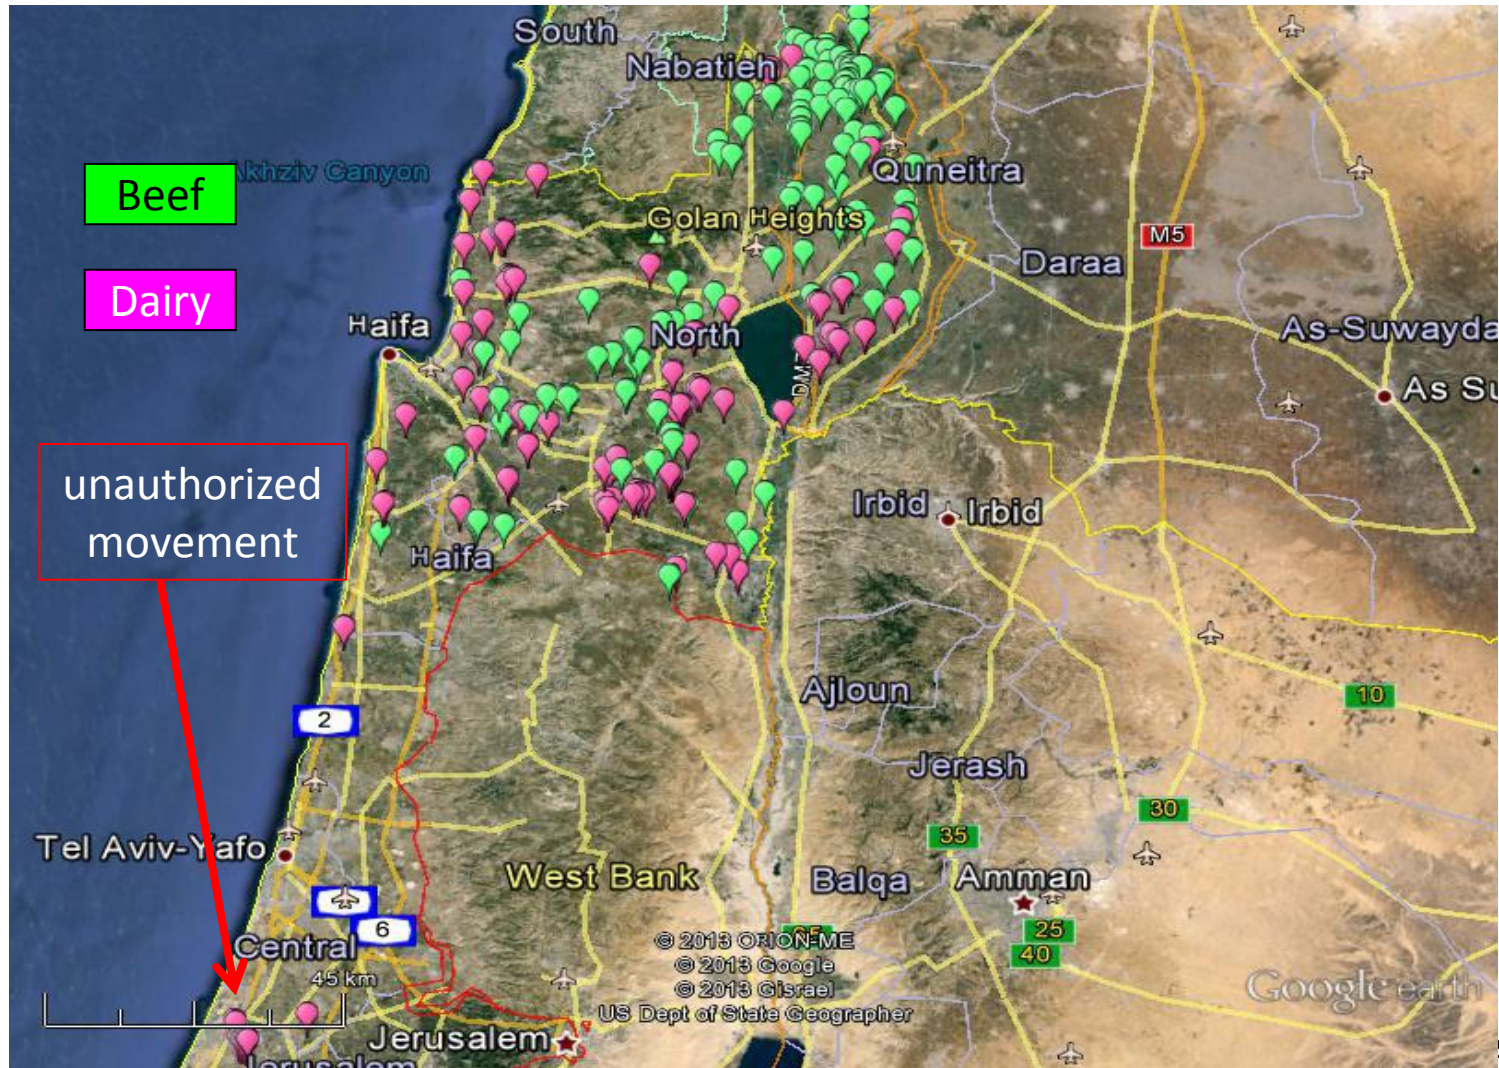 South
Nabatieh
Akhziv Canyon
Beef
Quneitra
Golan Heights
M5
Daraa
Dairy
Haifa
North
As-Suwayda
DMZ
As Su
unauthorized
movement
Irbid
Irbid
Haifa
Ajloun
10
2
Jerash
30
35
Tel Aviv-Yafo
West Bank
Balqa
Amman
6
25
Central
© 2013 ORION-ME
40
45 km
© 2013 Google
© 2013 Gisrael
Google earth
US Dept of State Geographer
Jerusalem
Jerusalem